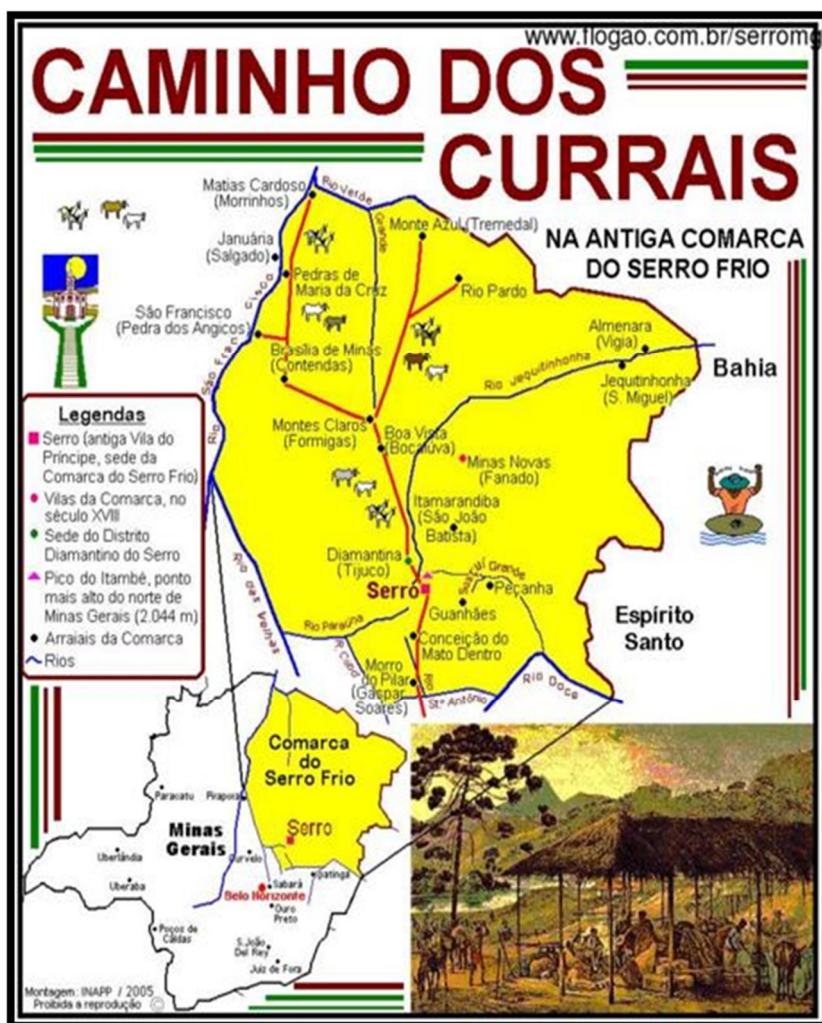 www.flogao.com.br/serromg
CAMINHO DOS
CURRAIS
NA ANTIGA COMARCA
DO SERRO FRIO
Matias Cardoso
(Morrinhos)
Rio Verde
Grande
Monte Azul (Tremedal)
Januária
(Salgado)
Pedras de
Maria da Cruz
Rio Pardo
São Francisco
(Pedra dos Angicos)
Rio São Francisco
Brasília de Minas
(Contendas)
Almenara
(Vigia)
Rio Jequitinhonha
Bahia
Jequitinhonha
(S. Miguel)
Montes Claros
(Formigas)
Boa Vista
(Bocaiúva)
Minas Novas
(Fanado)
Itamarandiba
(São João
Batista)
Diamantina
(Tijuco)
Suaçuí Grande
Serro
Peçanha
Guanhães
Rio das Velhas
Rio Paraúna
Conceição do
Mato Dentro
Espírito
Santo
R. Cipó
Morro
do Pilar
(Gaspar
Soares)
Rio
St.º Antônio
Rio Doce
Legendas
Serro (antiga Vila do
Príncipe, sede da
Comarca do Serro Frio)
Vilas da Comarca, no
século XVIII
Sede do Distrito
Diamantino do Serro
Pico do Itambé, ponto
mais alto do norte de
Minas Gerais (2.044 m)
Arraiais da Comarca
Rios
Comarca
do
Serro Frio
Paracatu
Pirapora
Minas
Gerais
Serro
Uberlândia
Curvelo
Ipatinga
Uberaba
Sabará
Belo Horizonte
Ouro
Preto
Poços de
Caldas
S. João
Del Rey
Juiz de Fora
Montagem: INAPP / 2005
Proibida a reprodução ©